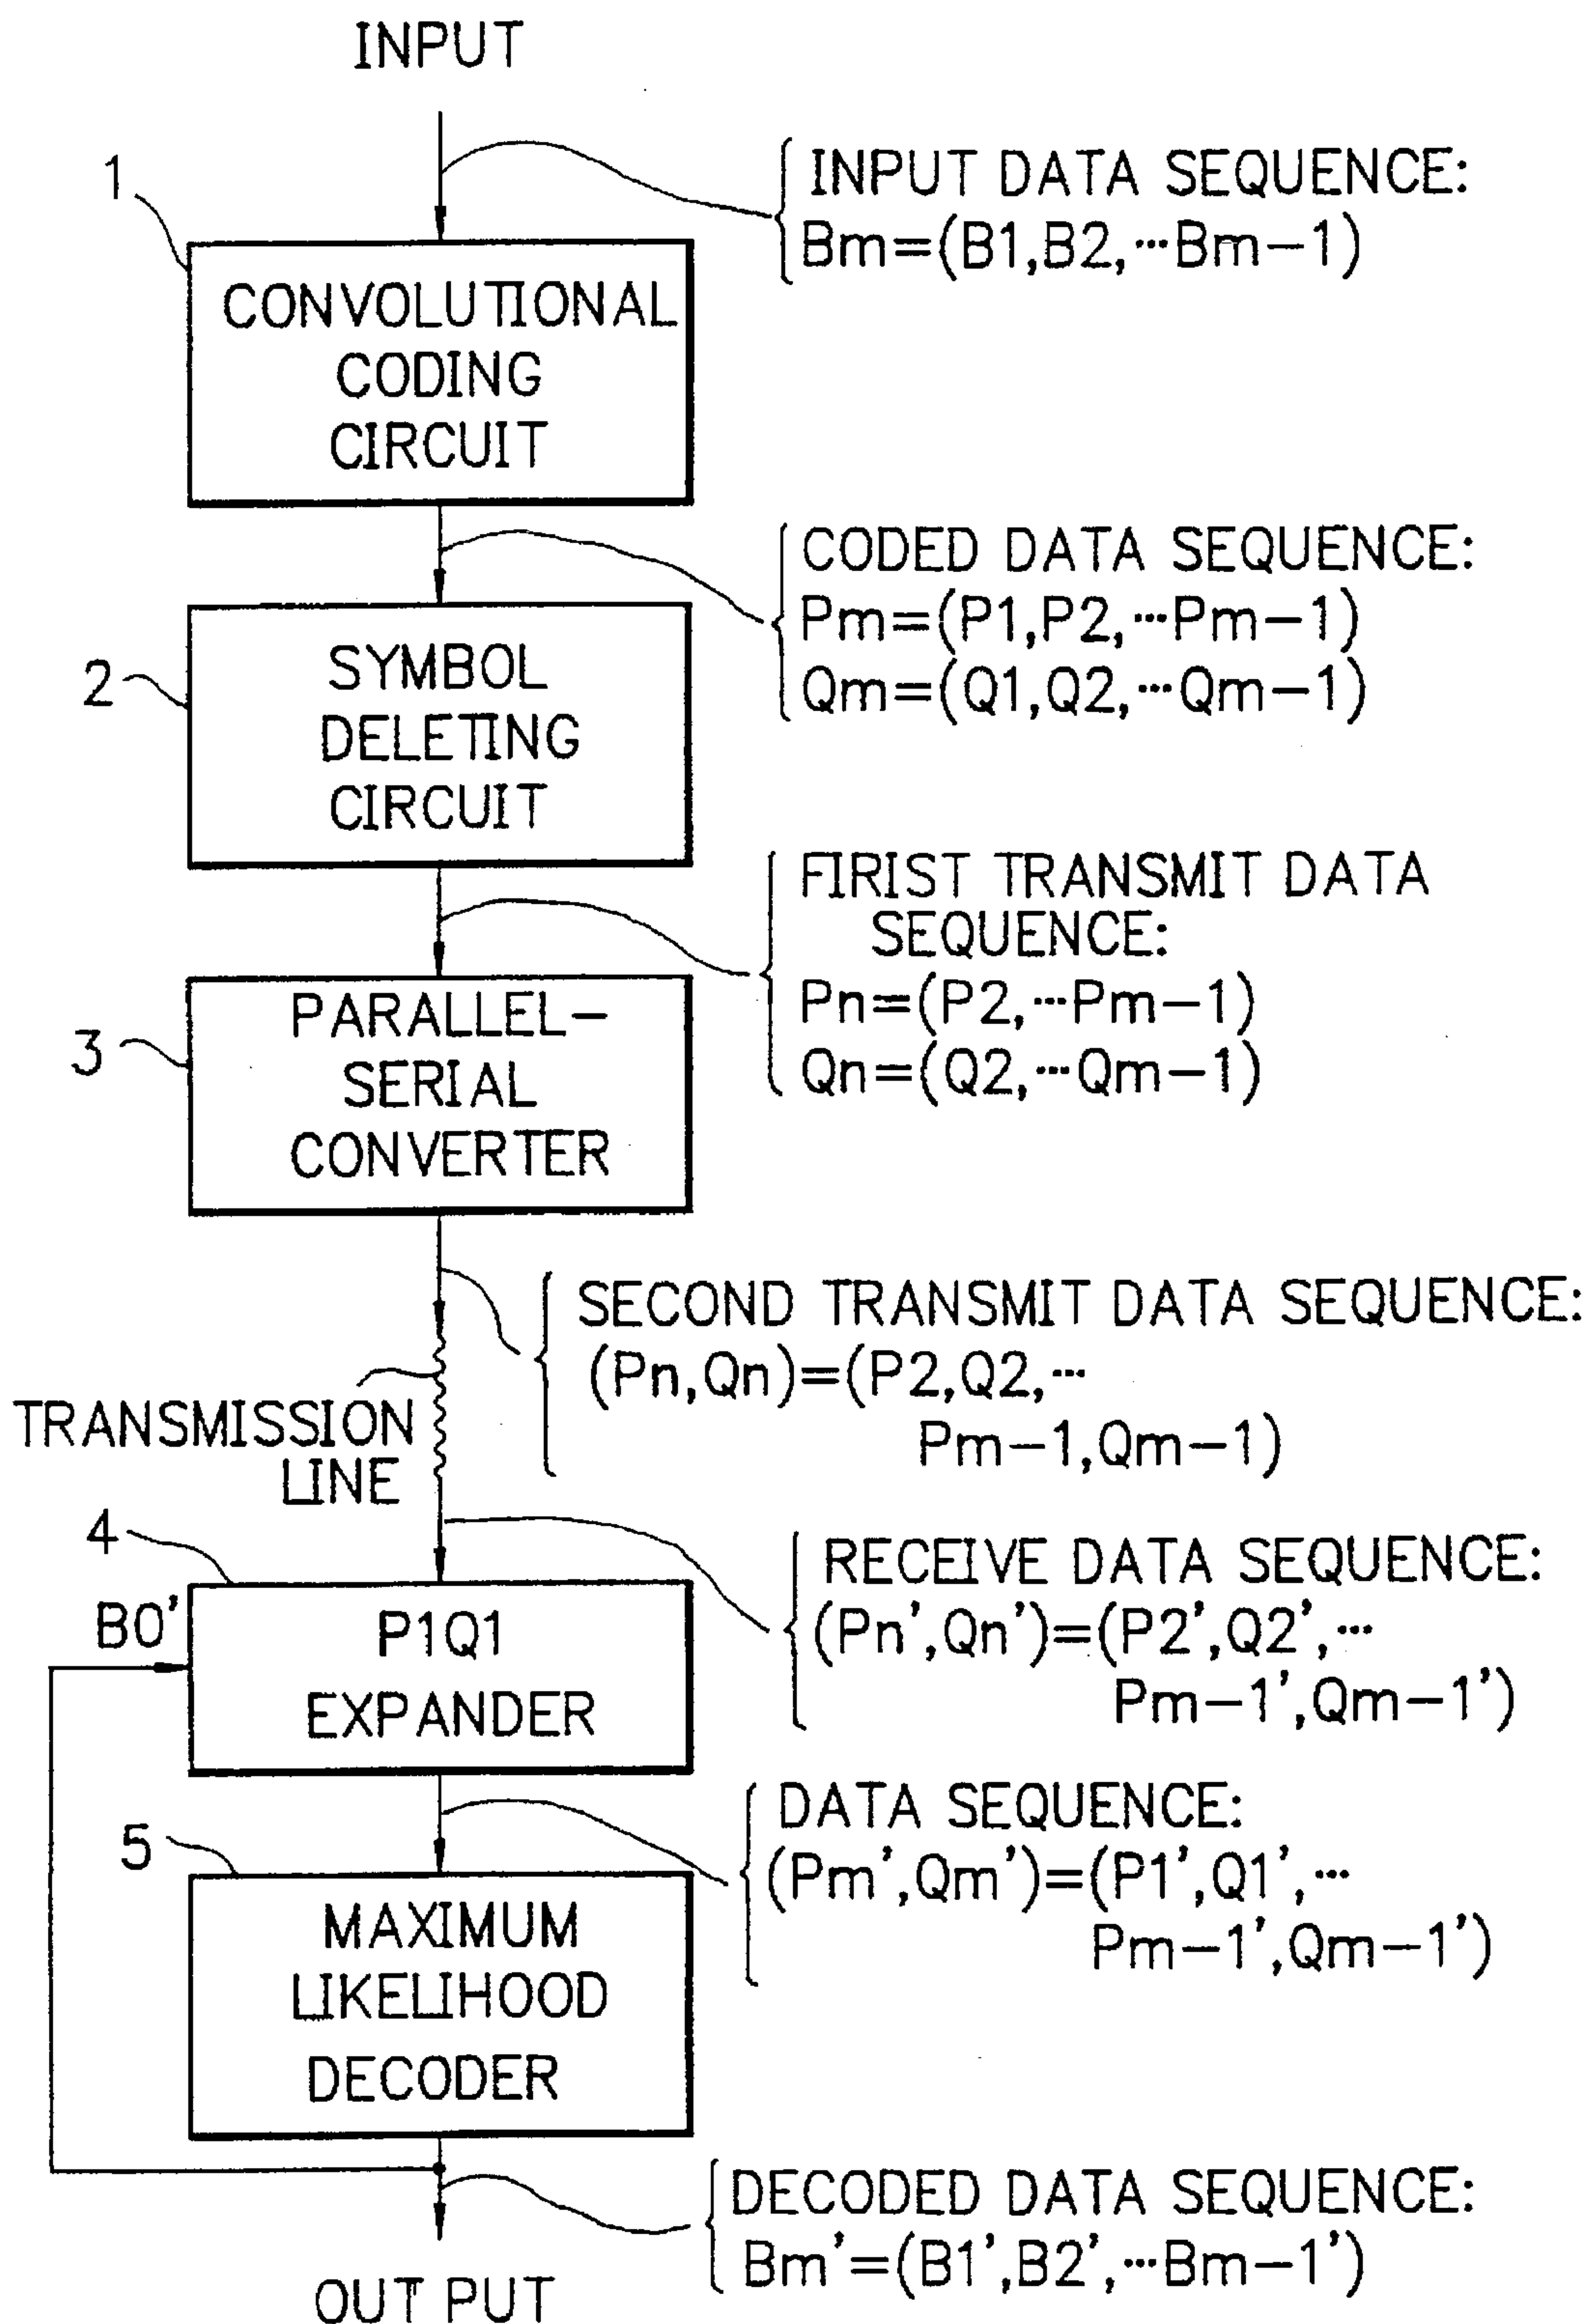 INPUT
INPUT DATA SEQUENCE:
Bm=(B1,B2,···Bm-1)
1
CONVOLUTIONAL
CODING
CIRCUIT
CODED DATA SEQUENCE:
Pm=(P1,P2,···Pm-1)
Qm=(Q1,Q2,···Qm-1)
2
SYMBOL
DELETING
CIRCUIT
FIRIST TRANSMIT DATA
SEQUENCE:
Pn=(P2,···Pm-1)
Qn=(Q2,···Qm-1)
3
PARALLEL-
SERIAL
CONVERTER
SECOND TRANSMIT DATA SEQUENCE:
(Pn,Qn)=(P2,Q2,···
Pm-1,Qm-1)
TRANSMISSION
LINE
RECEIVE DATA SEQUENCE:
(Pn',Qn')=(P2',Q2',···
Pm-1',Qm-1')
4
B0'
P1Q1
EXPANDER
DATA SEQUENCE:
(Pm',Qm')=(P1',Q1',···
Pm-1',Qm-1')
5
MAXIMUM
LIKELIHOOD
DECODER
DECODED DATA SEQUENCE:
Bm'=(B1',B2',···Bm-1')
OUT PUT